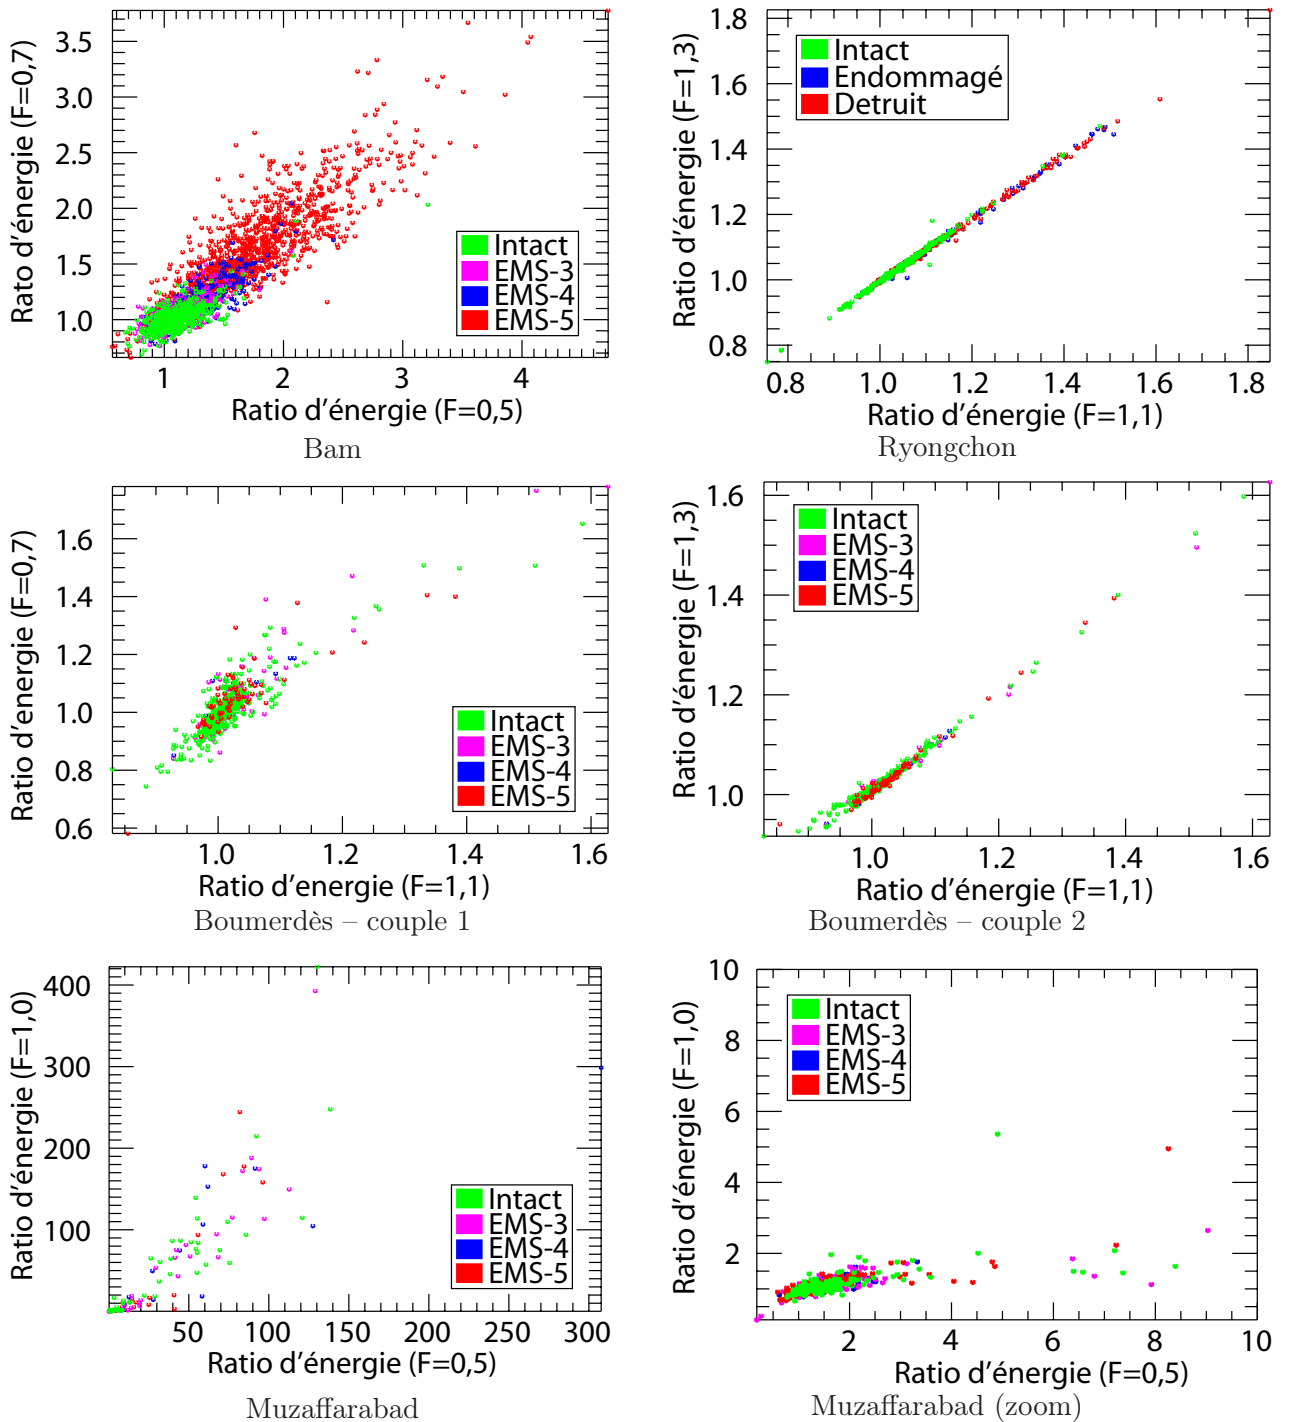 3.5
3.0
2.5
2.0
1.5
1.0
Rato d'énergie (F=0,7)
Intact
EMS-3
EMS-4
EMS-5
1 2 3 4
Ratio d'énergie (F=0,5)
Bam
1.8
1.6
1.4
1.2
1.0
0.8
Ratio d'énergie (F=1,3)
Intact
Endommagé
Detruit
0.8 1.0 1.2 1.4 1.6 1.8
Ratio d'énergie (F=1,1)
Ryongchon
1.6
1.4
1.2
1.0
0.8
0.6
Ratio d'energie (F=0,7)
Intact
EMS-3
EMS-4
EMS-5
1.0 1.2 1.4 1.6
Ratio d'energie (F=1,1)
Boumerdès – couple 1
1.6
1.4
1.2
1.0
Ratio d'énergie (F=1,3)
Intact
EMS-3
EMS-4
EMS-5
1.0 1.2 1.4 1.6
Ratio d'énergie (F=1,1)
Boumerdès – couple 2
400
300
200
100
Ratio d'énergie (F=1,0)
Intact
EMS-3
EMS-4
EMS-5
50 100 150 200 250 300
Ratio d'énergie (F=0,5)
Muzaffarabad
10
8
6
4
2
Ratio d'énergie (F=1,0)
Intact
EMS-3
EMS-4
EMS-5
2 4 6 8 10
Ratio d'énergie (F=0,5)
Muzaffarabad (zoom)